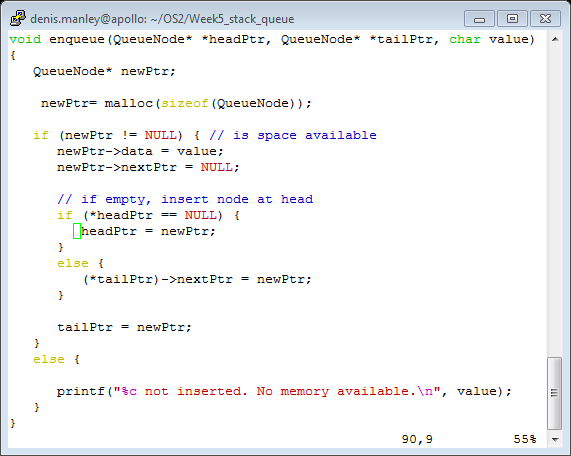 denis.manley@apollo: ~/OS2/Week5_stack_queue
void enqueue(QueueNode* *headPtr, QueueNode* *tailPtr, char value)
{
   QueueNode* newPtr;

    newPtr= malloc(sizeof(QueueNode));

   if (newPtr != NULL) { // is space available
      newPtr->data = value;
      newPtr->nextPtr = NULL;

      // if empty, insert node at head
      if (*headPtr == NULL) {
         headPtr = newPtr;
      }
      else {
         (*tailPtr)->nextPtr = newPtr;
      }

      tailPtr = newPtr;
   }
   else {

      printf("%c not inserted. No memory available.\n", value);
   }
}
90,9          55%